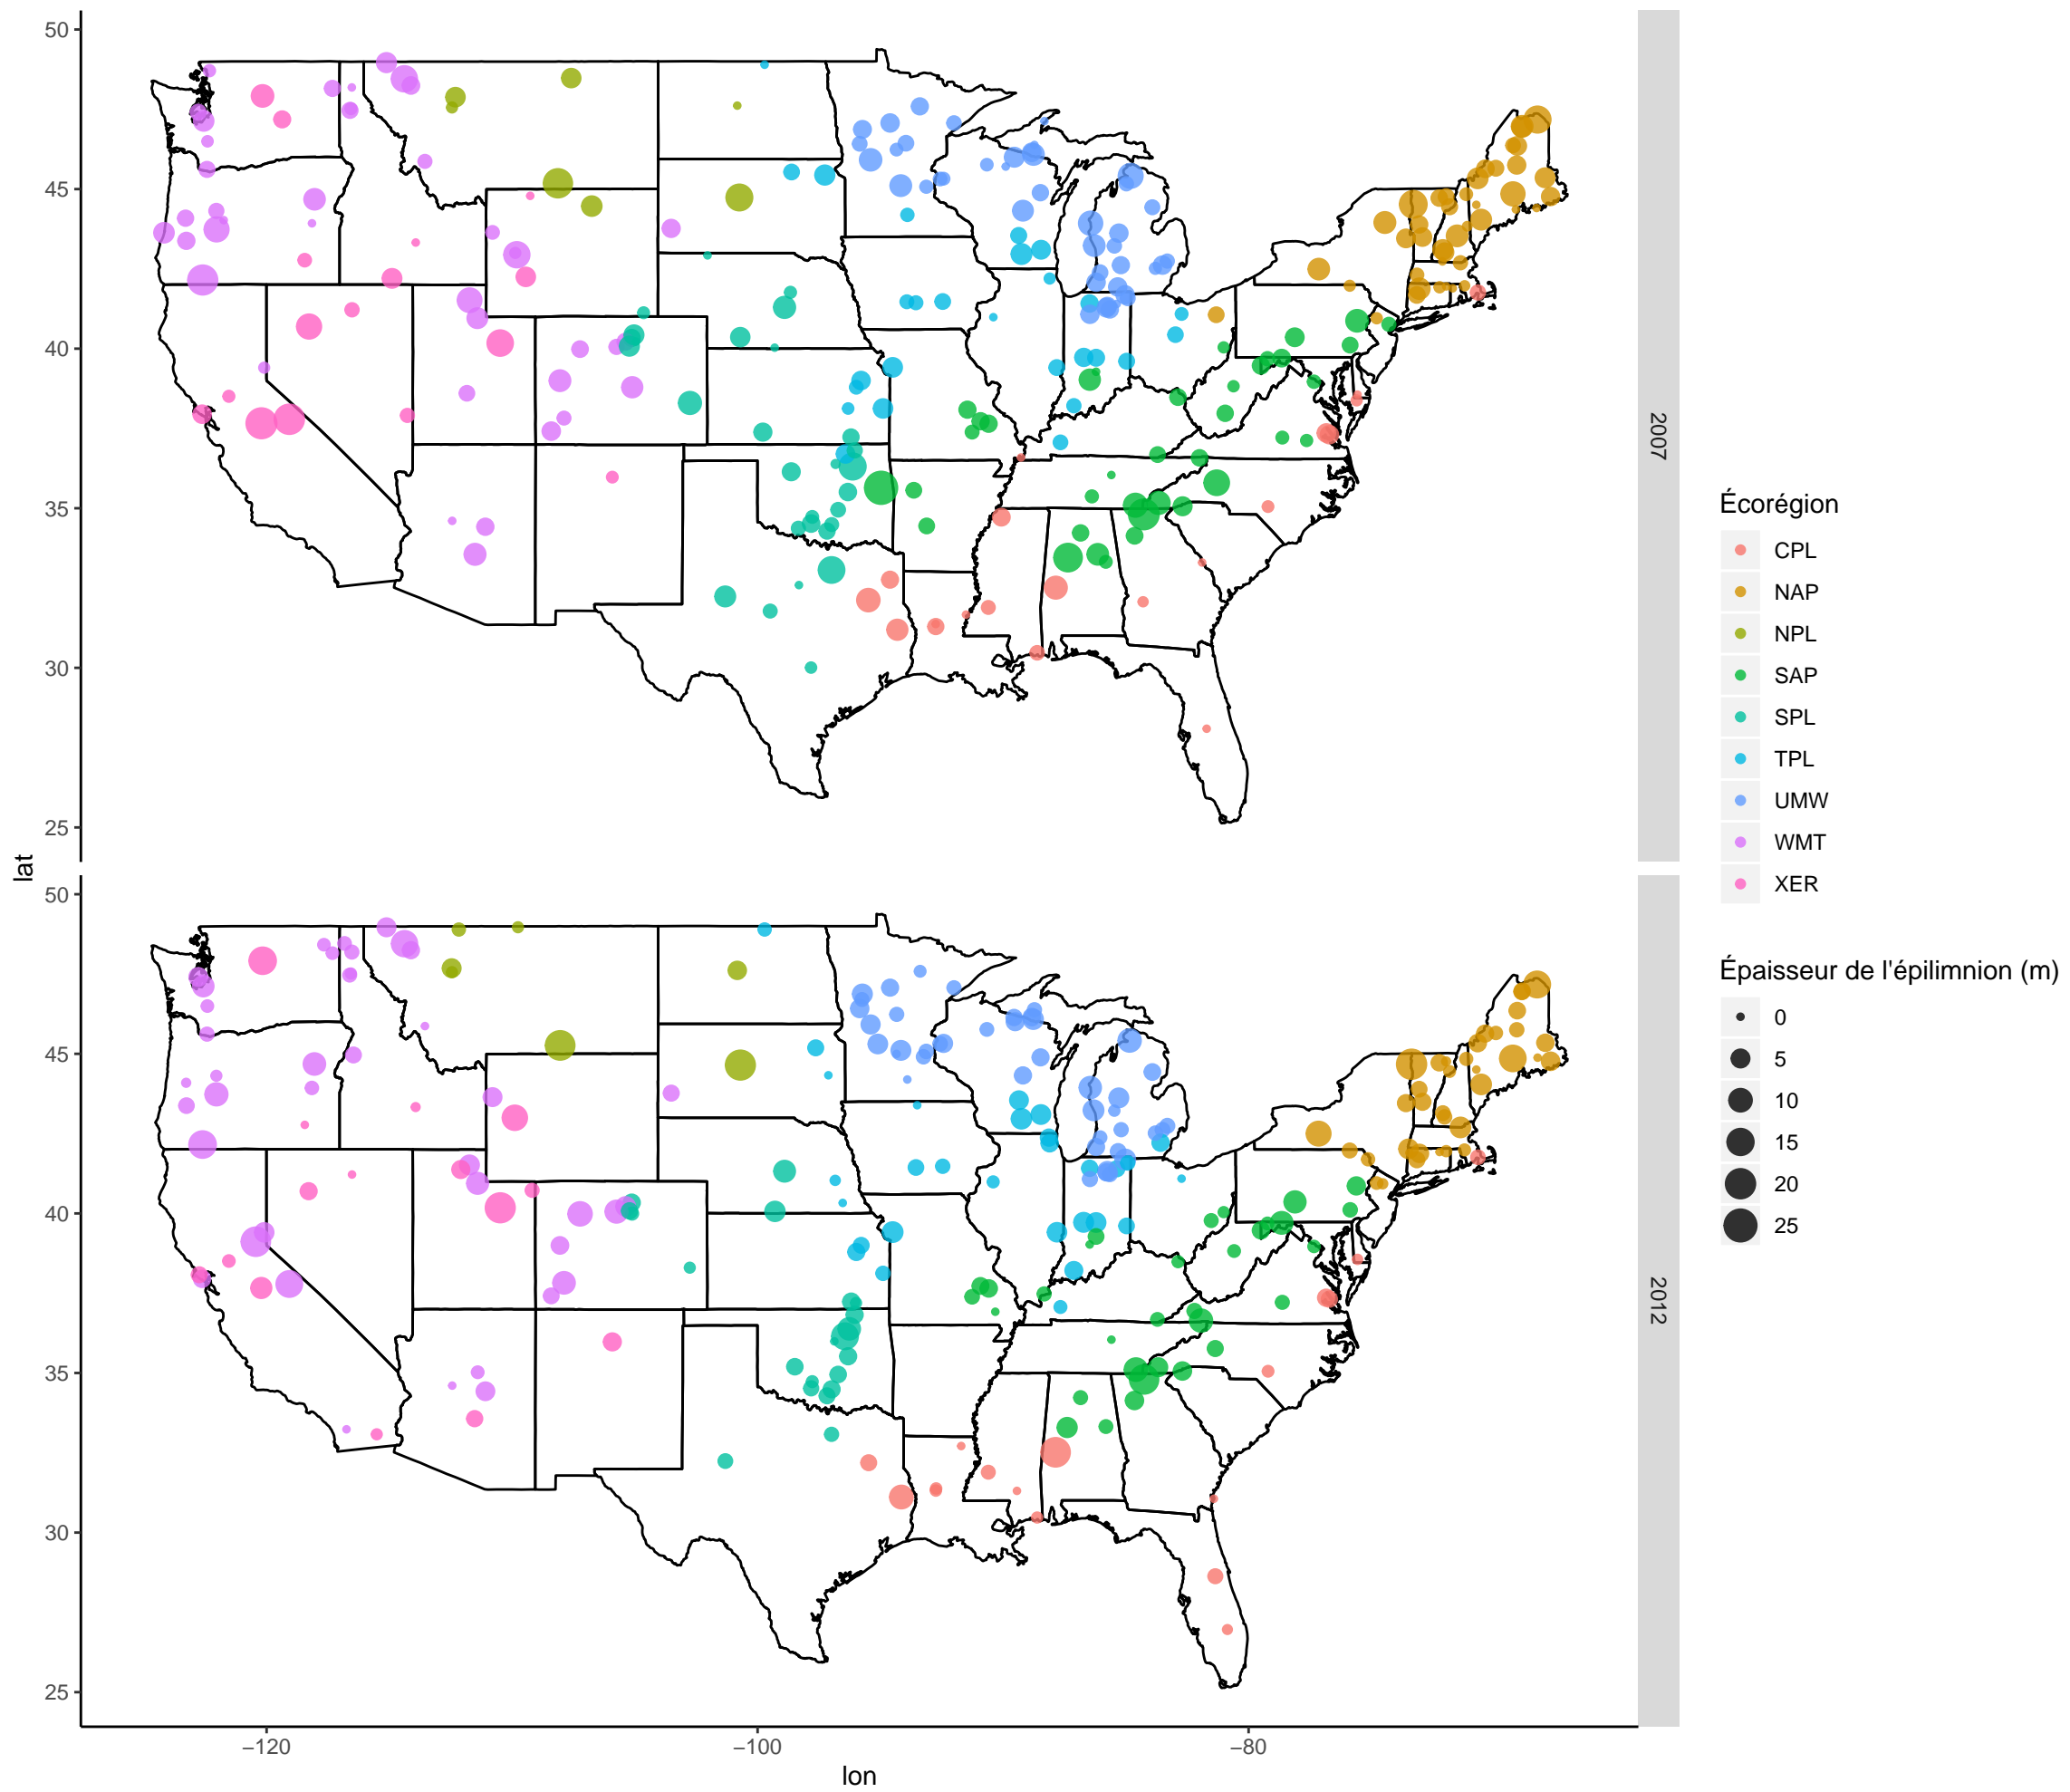 50
45
40
35
30
25
2007
lat
50
45
40
35
30
25
2012
−120
−100
−80
lon
Écorégion
CPL
NAP
NPL
SAP
SPL
TPL
UMW
WMT
XER
Épaisseur de l'épilimnion (m)
0
5
10
15
20
25